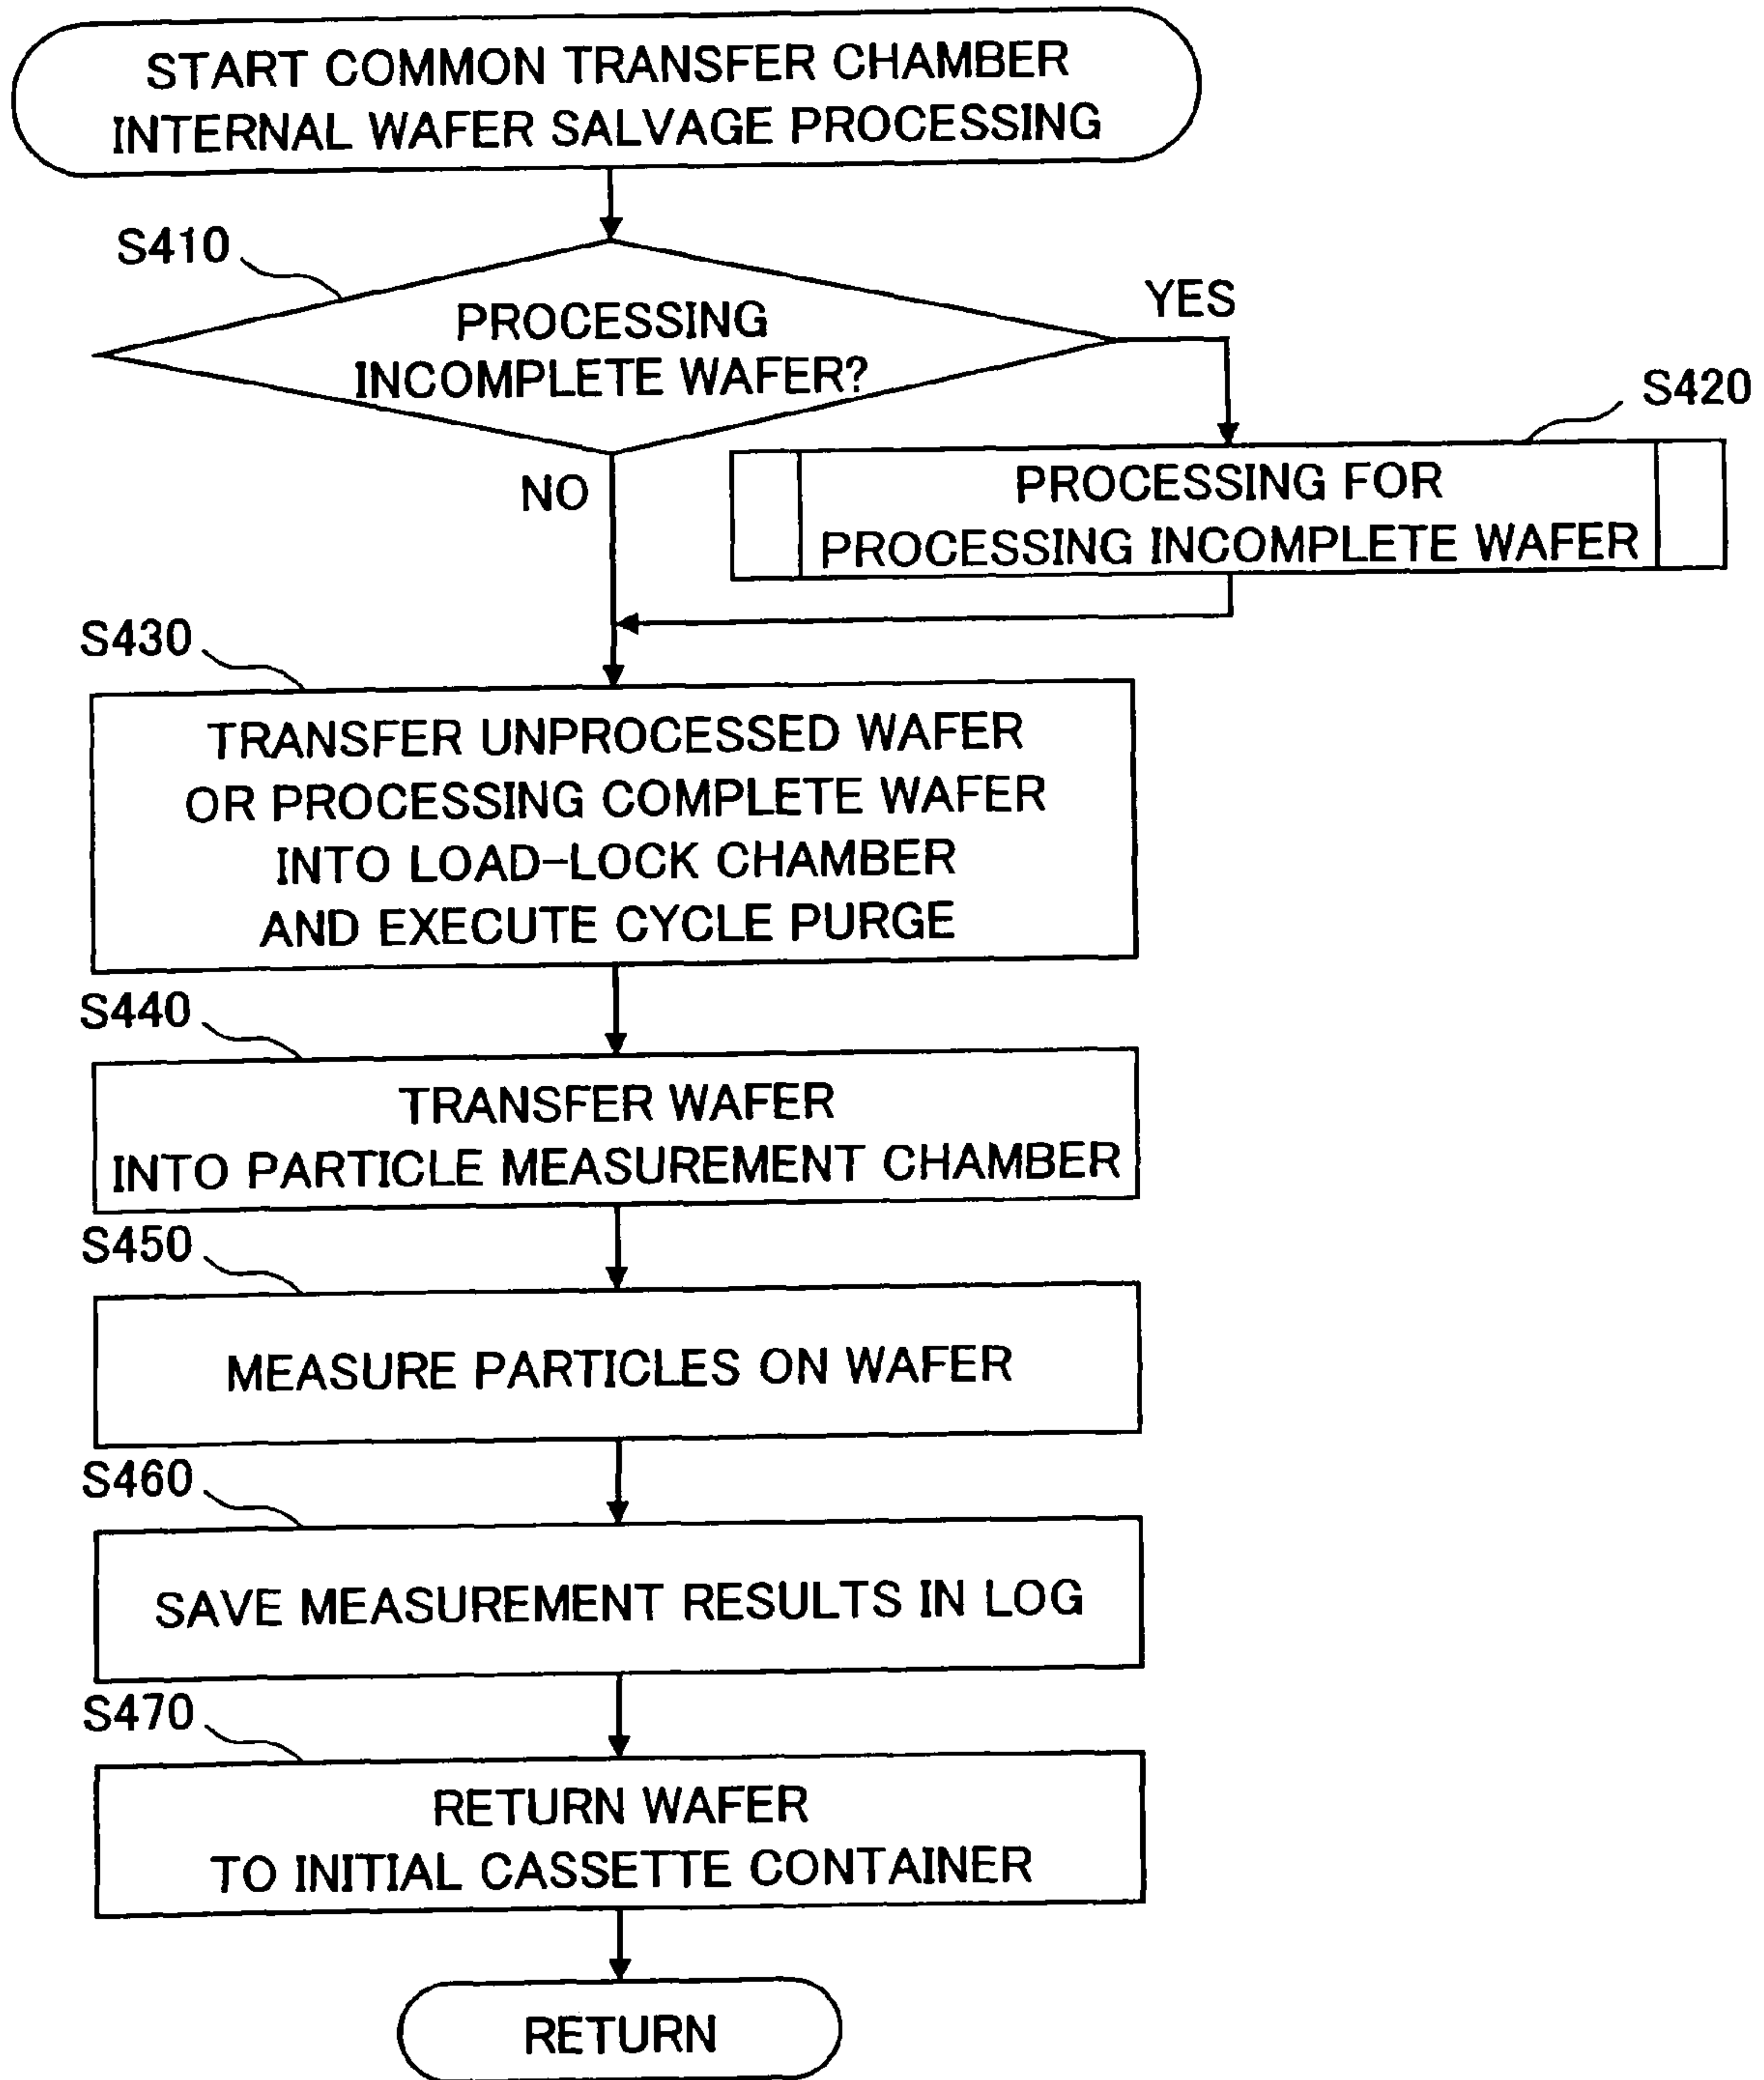 START COMMON TRANSFER CHAMBER
INTERNAL WAFER SALVAGE PROCESSING
S410
PROCESSING
INCOMPLETE WAFER?
YES
NO
S420
PROCESSING FOR
PROCESSING INCOMPLETE WAFER
S430
TRANSFER UNPROCESSED WAFER
OR PROCESSING COMPLETE WAFER
INTO LOAD-LOCK CHAMBER
AND EXECUTE CYCLE PURGE
S440
TRANSFER WAFER
INTO PARTICLE MEASUREMENT CHAMBER
S450
MEASURE PARTICLES ON WAFER
S460
SAVE MEASUREMENT RESULTS IN LOG
S470
RETURN WAFER
TO INITIAL CASSETTE CONTAINER
RETURN